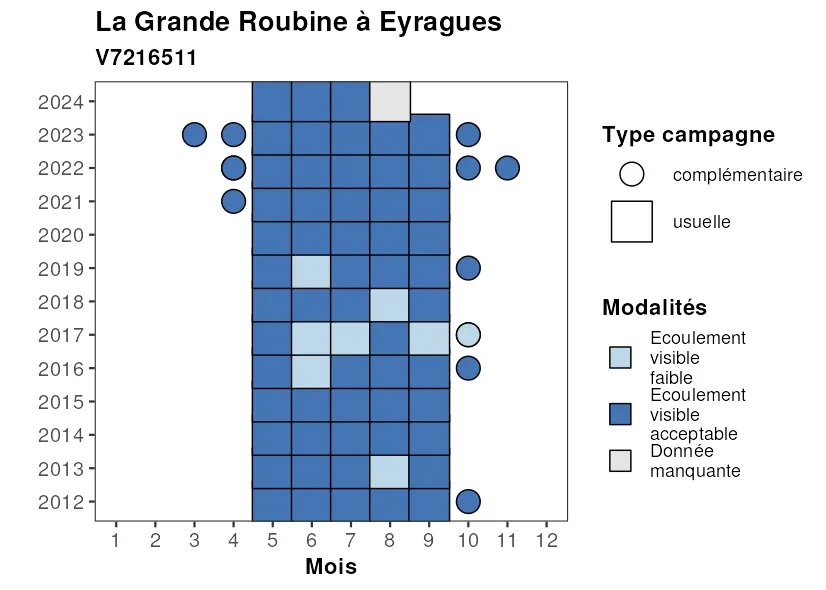 La Grande Roubine à Eyragues
V7216511
2024
2023
2022
2021
2020
2019
2018
2017
2016
2015
2014
2013
2012
1 2 3 4 5 6 7 8 9 10 11 12
Mois
Type campagne
complémentaire
usuelle
Modalités
Ecoulement
visible
faible
Ecoulement
visible
acceptable
Donnée
manquante